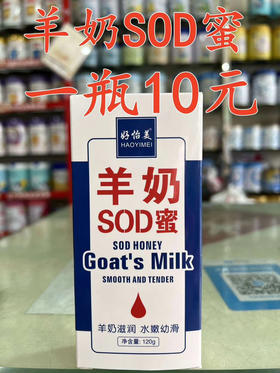 羊奶SOD蜜
一瓶10元
好怡美
HAOYIMEI
羊奶
SOD蜜
SOD HONEY
Goat's Milk
SMOOTH AND TENDER
羊奶滋润 水嫩幼滑
净含量:120g